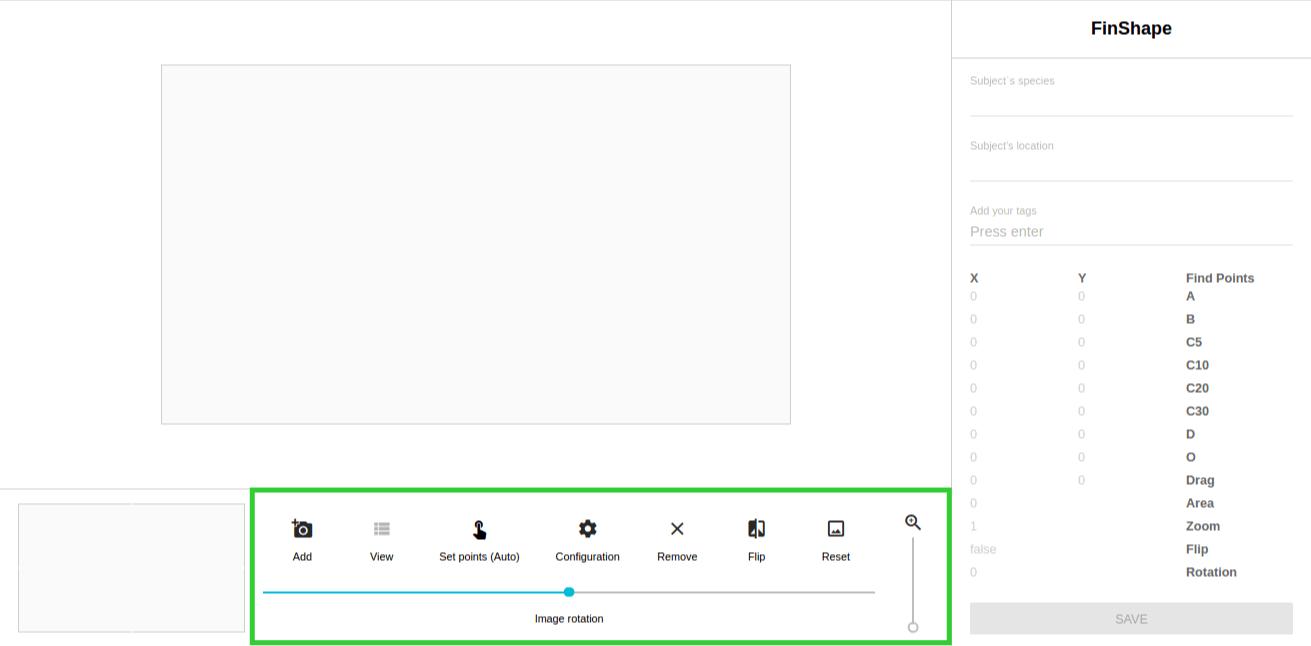 FinShape
Subject`s species
Subject's location
Add your tags
Press enter
X Y Find Points
0 0 A
0 0 B
0 0 C5
0 0 C10
0 0 C20
0 0 C30
0 0 D
0 0 O
0 0 Drag
0 Area
1 Zoom
false Flip
0 Rotation
SAVE
Add View Set points (Auto) Configuration Remove Flip Reset
Image rotation